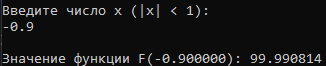 Введите число x (|x| < 1):
-0.9
Значение функции F(-0.900000): 99.990814